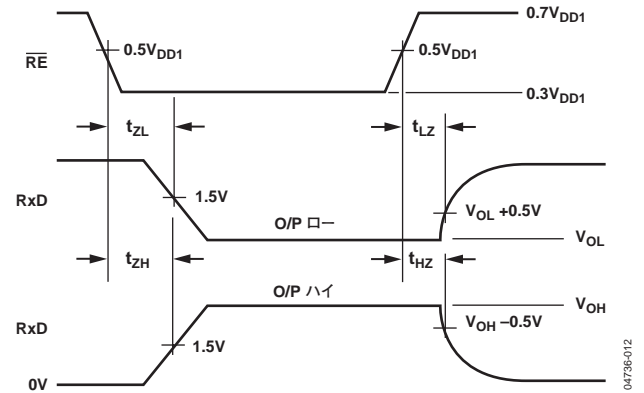 0.7VDD1
RE
0.5VDD1
0.5VDD1
0.3VDD1
tZL
tLZ
RxD
1.5V
VOL +0.5V
O/P ロー
VOL
tZH
tHZ
O/P ハイ
VOH
RxD
VOH –0.5V
1.5V
0V
04736-012